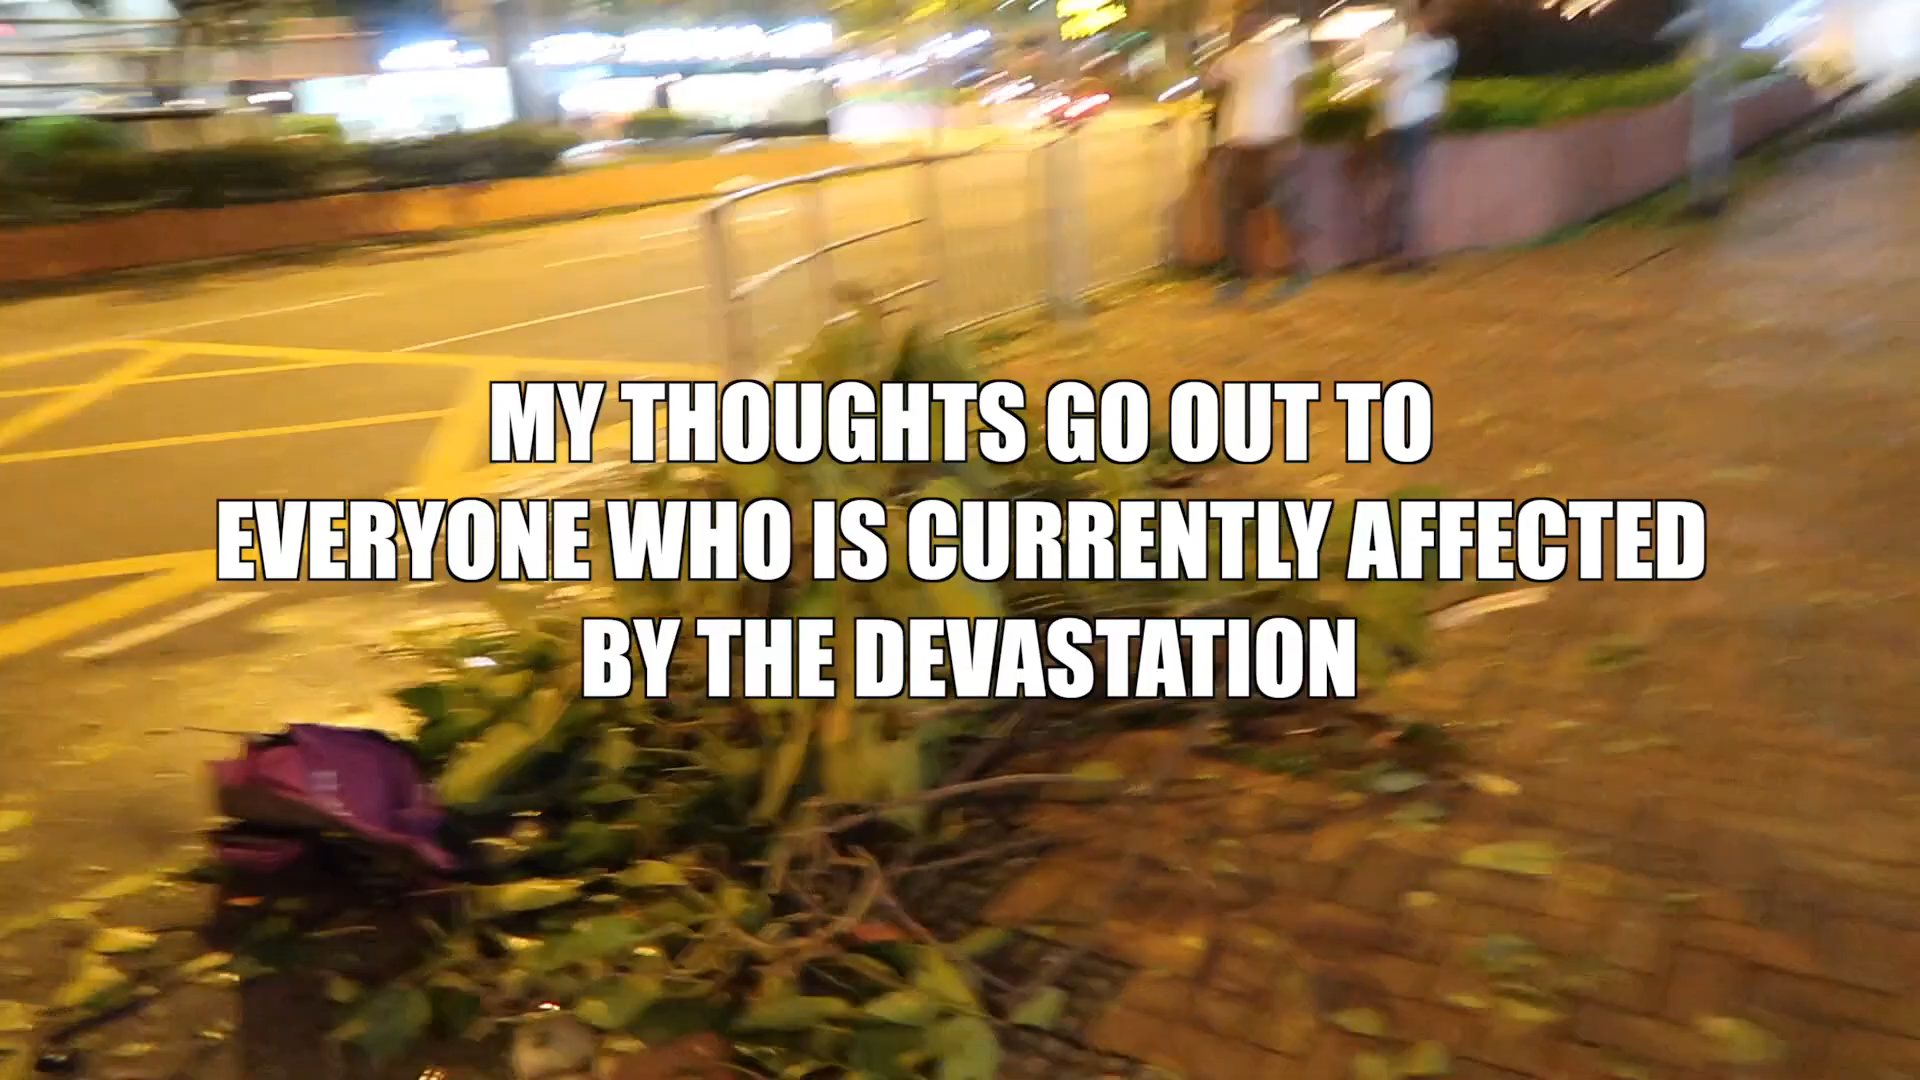 MY THOUGHTS GO OUT TO
EVERYONE WHO IS CURRENTLY AFFECTED
BY THE DEVASTATION